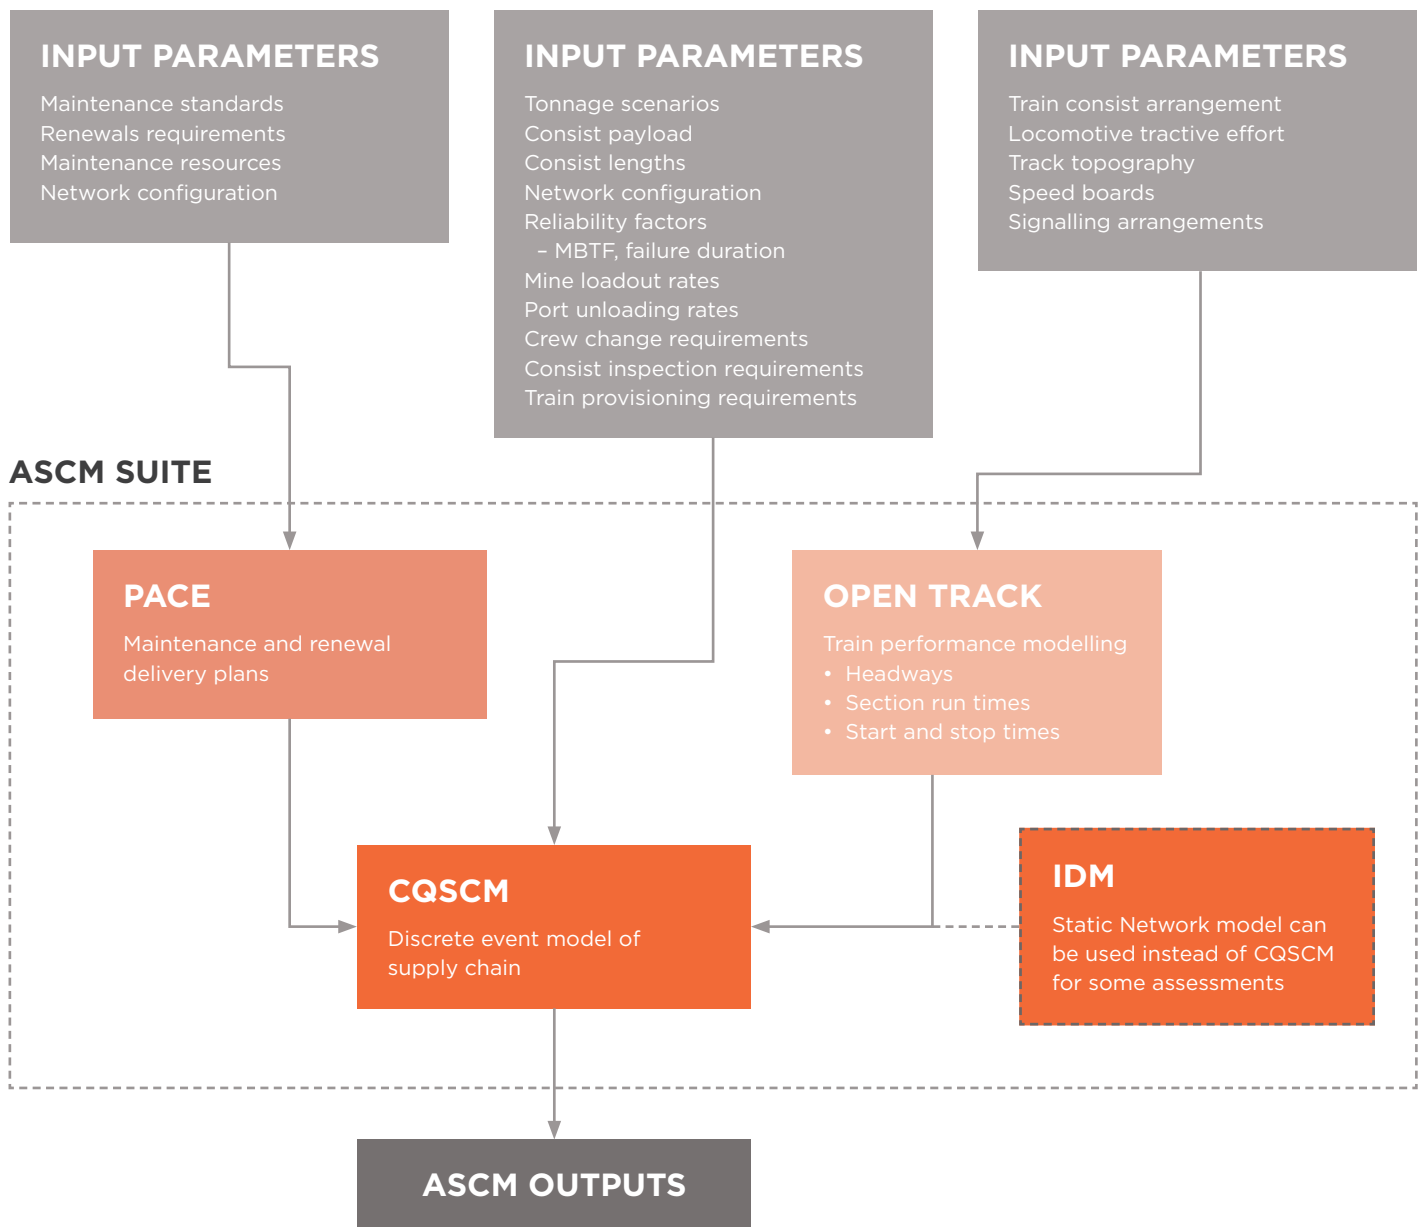 INPUT PARAMETERS
Maintenance standards
Renewals requirements
Maintenance resources
Network configuration
INPUT PARAMETERS
Tonnage scenarios
Consist payload
Consist lengths
Network configuration
Reliability factors
– MBTF, failure duration
Mine loadout rates
Port unloading rates
Crew change requirements
Consist inspection requirements
Train provisioning requirements
INPUT PARAMETERS
Train consist arrangement
Locomotive tractive effort
Track topography
Speed boards
Signalling arrangements
ASCM SUITE
PACE
Maintenance and renewal
delivery plans
OPEN TRACK
Train performance modelling
• Headways
• Section run times
• Start and stop times
CQSCM
Discrete event model of
supply chain
IDM
Static Network model can
be used instead of CQSCM
for some assessments
ASCM OUTPUTS